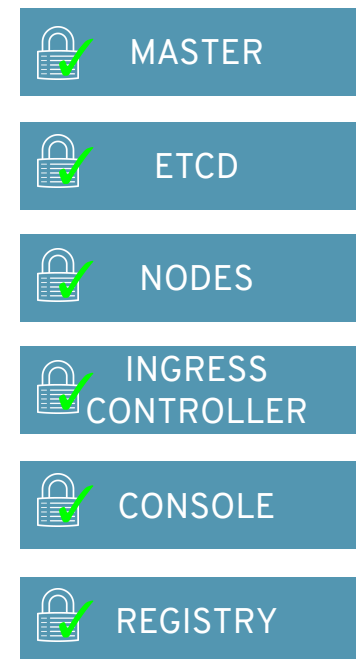 MASTER
ETCD
NODES
INGRESS
CONTROLLER
CONSOLE
REGISTRY